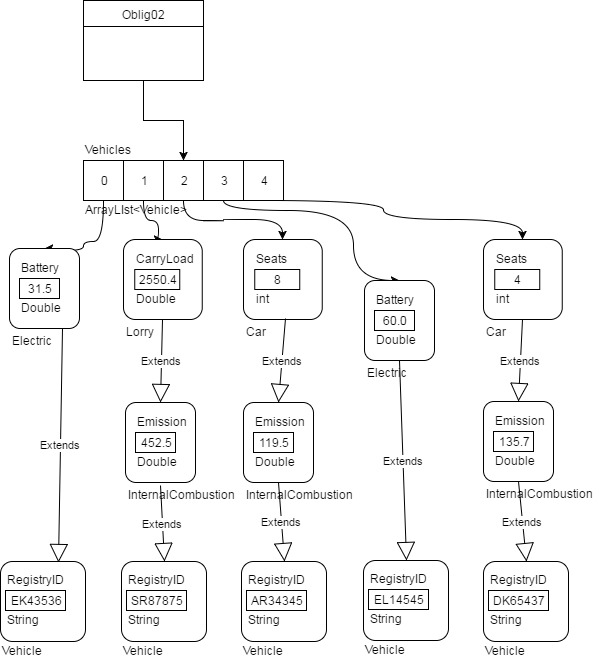 Oblig02
Vehicles
0 1 2 3 4
ArrayLIst<Vehicle>
Battery
31.5
Double
Electric
CarryLoad
2550.4
Double
Lorry
Seats
8
int
Car
Battery
60.0
Double
Electric
Seats
4
int
Car
Extends
Extends
Extends
Extends
Extends
Emission
452.5
Double
InternalCombustion
Emission
119.5
Double
InternalCombustion
Emission
135.7
Double
InternalCombustion
Extends
Extends
Extends
RegistryID
EK43536
String
Vehicle
RegistryID
SR87875
String
Vehicle
RegistryID
AR34345
String
Vehicle
RegistryID
EL14545
String
Vehicle
RegistryID
DK65437
String
Vehicle